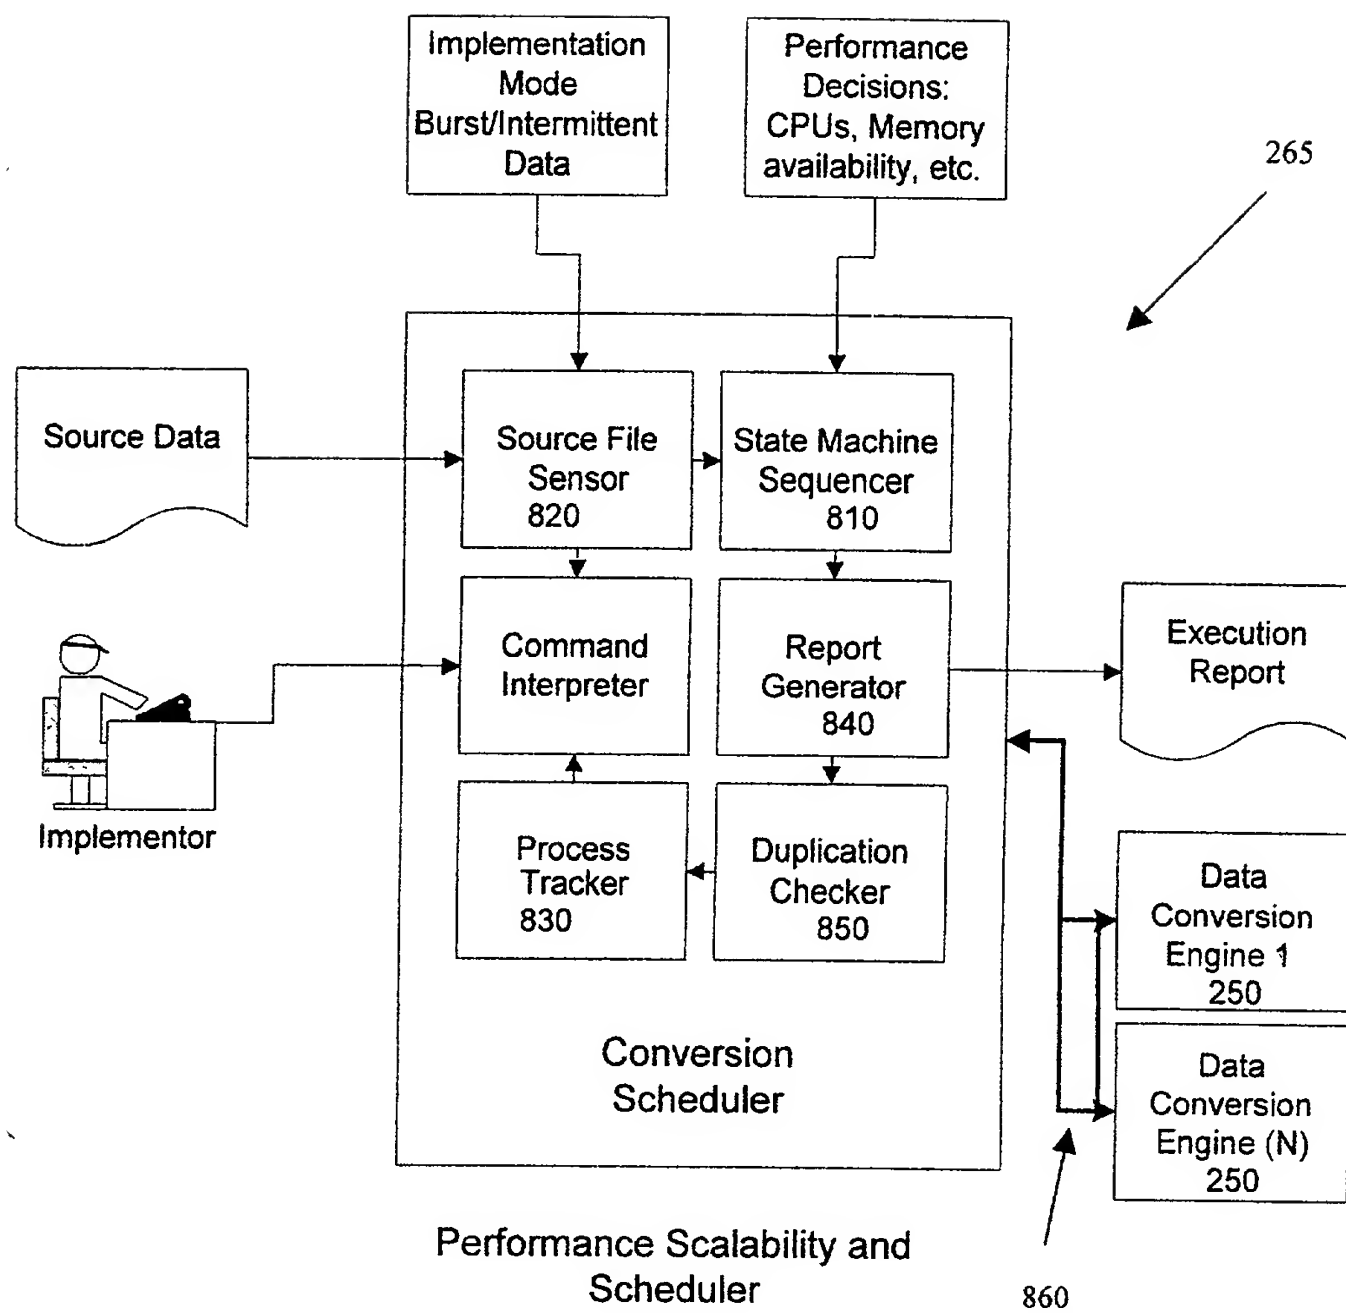 Implementation
Mode
Burst/Intermittent
Data
Performance
Decisions:
CPUs, Memory
availability, etc.
265
Source Data
Source File
Sensor
820
State Machine
Sequencer
810
Implementor
Command
Interpreter
Report
Generator
840
Execution
Report
Process
Tracker
830
Duplication
Checker
850
Data
Conversion
Engine 1
250
Data
Conversion
Engine (N)
250
Conversion
Scheduler
Performance Scalability and
Scheduler
860